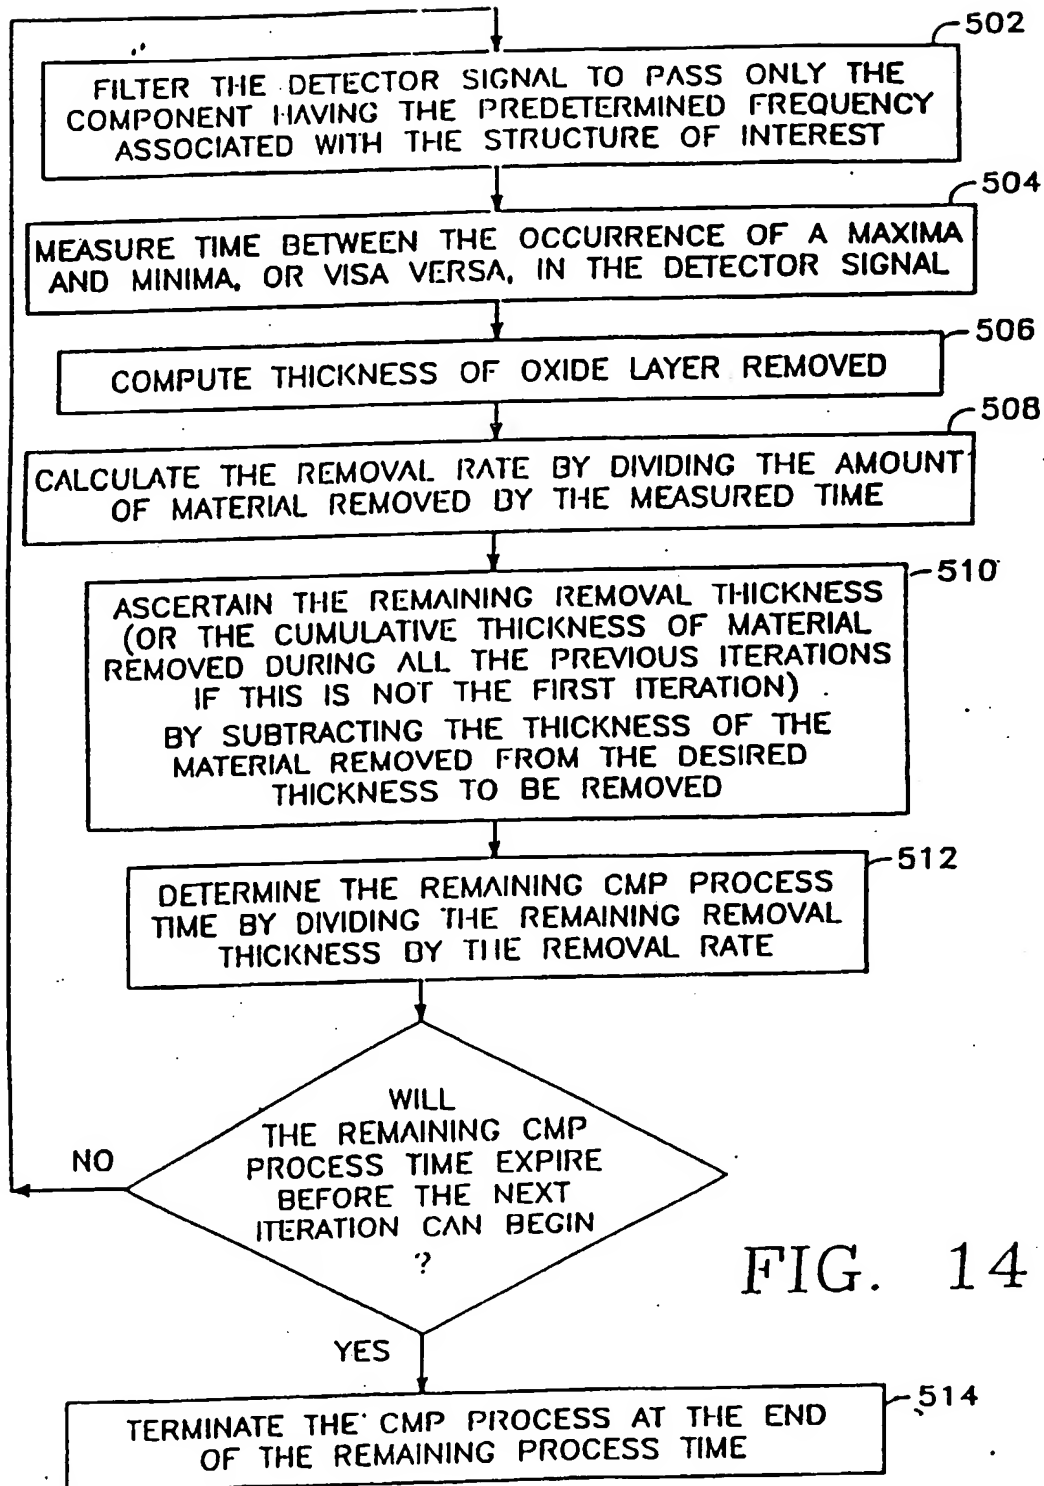 502
FILTER THE DETECTOR SIGNAL TO PASS ONLY THE
COMPONENT HAVING THE PREDETERMINED FREQUENCY
ASSOCIATED WITH THE STRUCTURE OF INTEREST
504
MEASURE TIME BETWEEN THE OCCURRENCE OF A MAXIMA
AND MINIMA, OR VISA VERSA, IN THE DETECTOR SIGNAL
506
COMPUTE THICKNESS OF OXIDE LAYER REMOVED
508
CALCULATE THE REMOVAL RATE BY DIVIDING THE AMOUNT
OF MATERIAL REMOVED BY THE MEASURED TIME
510
ASCERTAIN THE REMAINING REMOVAL THICKNESS
(OR THE CUMULATIVE THICKNESS OF MATERIAL
REMOVED DURING ALL THE PREVIOUS ITERATIONS
IF THIS IS NOT THE FIRST ITERATION)
BY SUBTRACTING THE THICKNESS OF THE
MATERIAL REMOVED FROM THE DESIRED
THICKNESS TO BE REMOVED
512
DETERMINE THE REMAINING CMP PROCESS
TIME BY DIVIDING THE REMAINING REMOVAL
THICKNESS BY THE REMOVAL RATE
WILL
THE REMAINING CMP
PROCESS TIME EXPIRE
BEFORE THE NEXT
ITERATION CAN BEGIN
?
NO
YES
FIG. 14
514
TERMINATE THE CMP PROCESS AT THE END
OF THE REMAINING PROCESS TIME